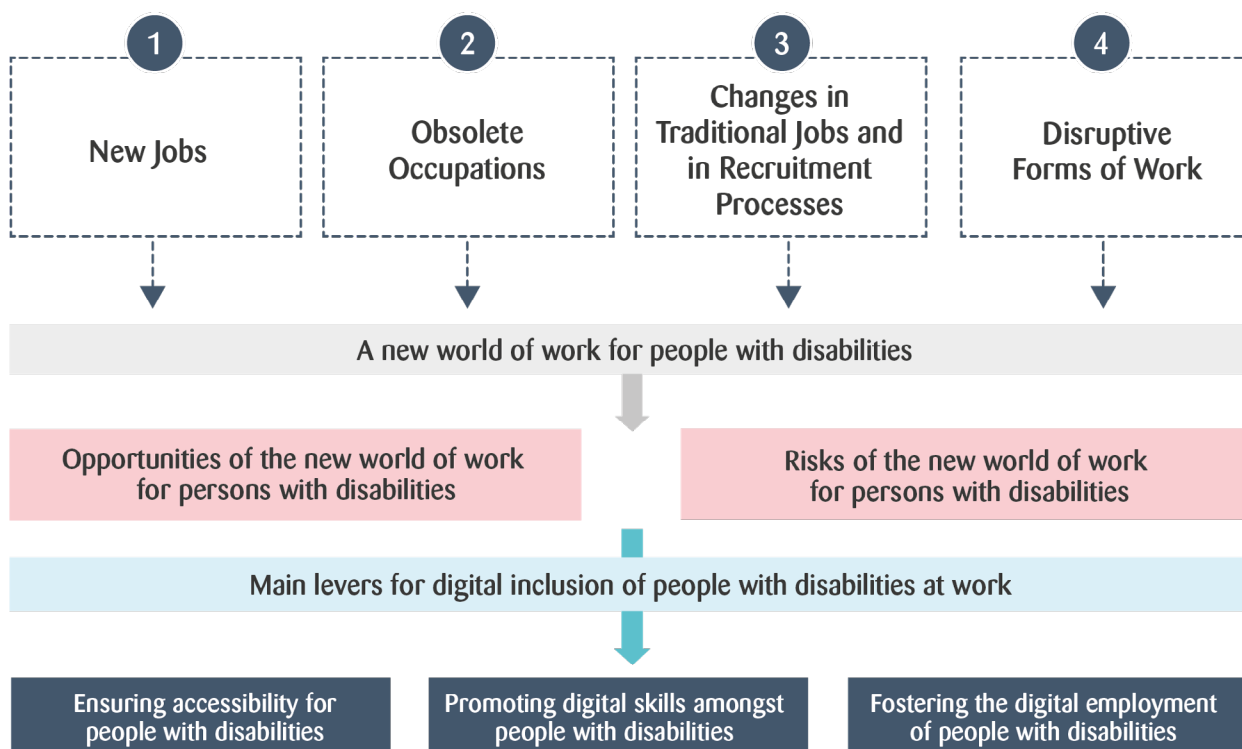 1
New Jobs
2
Obsolete
Occupations
3
Changes in
Traditional Jobs and
in Recruitment
Processes
4
Disruptive
Forms of Work
A new world of work for people with disabilities
Opportunities of the new world of work
for persons with disabilities
Risks of the new world of work
for persons with disabilities
Main levers for digital inclusion of people with disabilities at work
Ensuring accessibility for
people with disabilities
Promoting digital skills amongst
people with disabilities
Fostering the digital employment
of people with disabilities